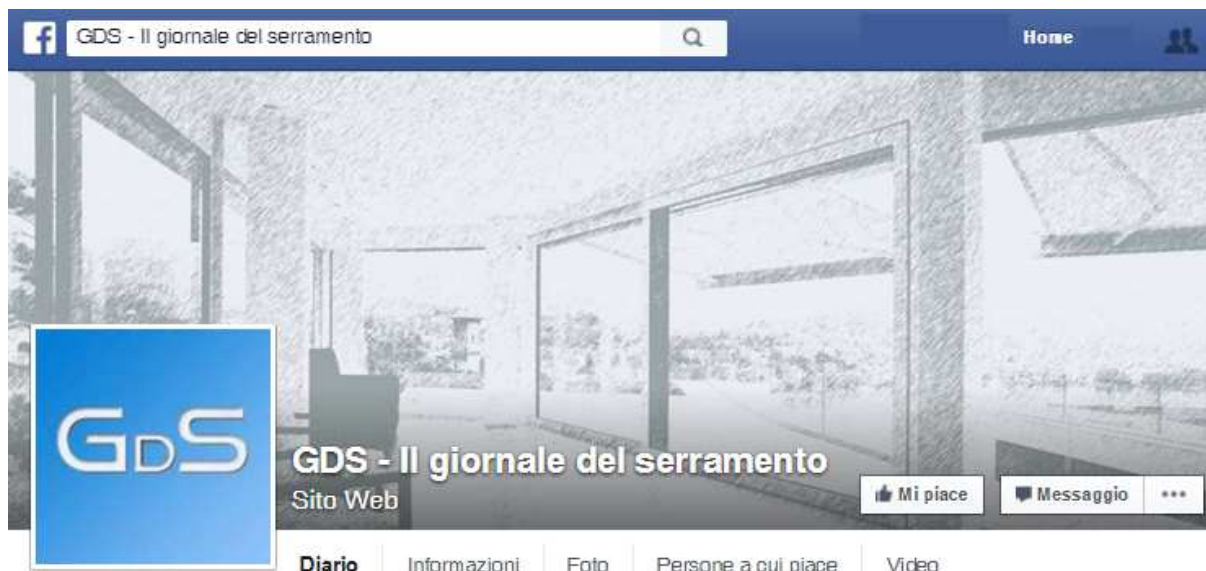 f GDS - Il giornale del serramento Home
GDS
GDS - Il giornale del serramento
Sito Web
Mi piace Messaggio ...
Diario Informazioni Foto Persone a cui piace Video